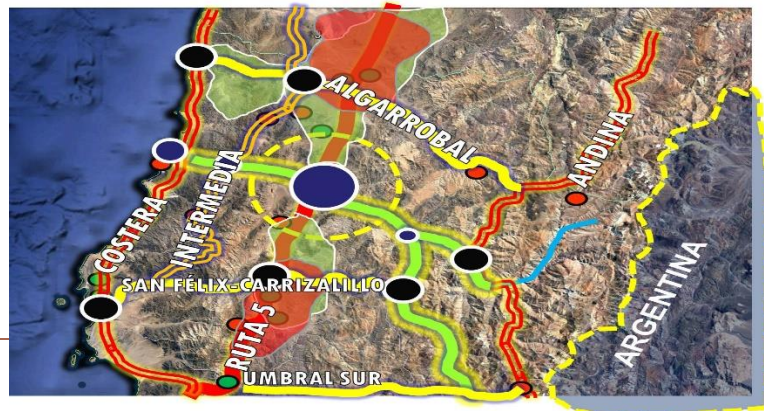 ALGARROBAL
ANDINA
INTERMEDIA
COSTERA
SAN FÉLIX-CARRIZALILLO
RUTA 5
ARGENTINA
UMBRAL SUR